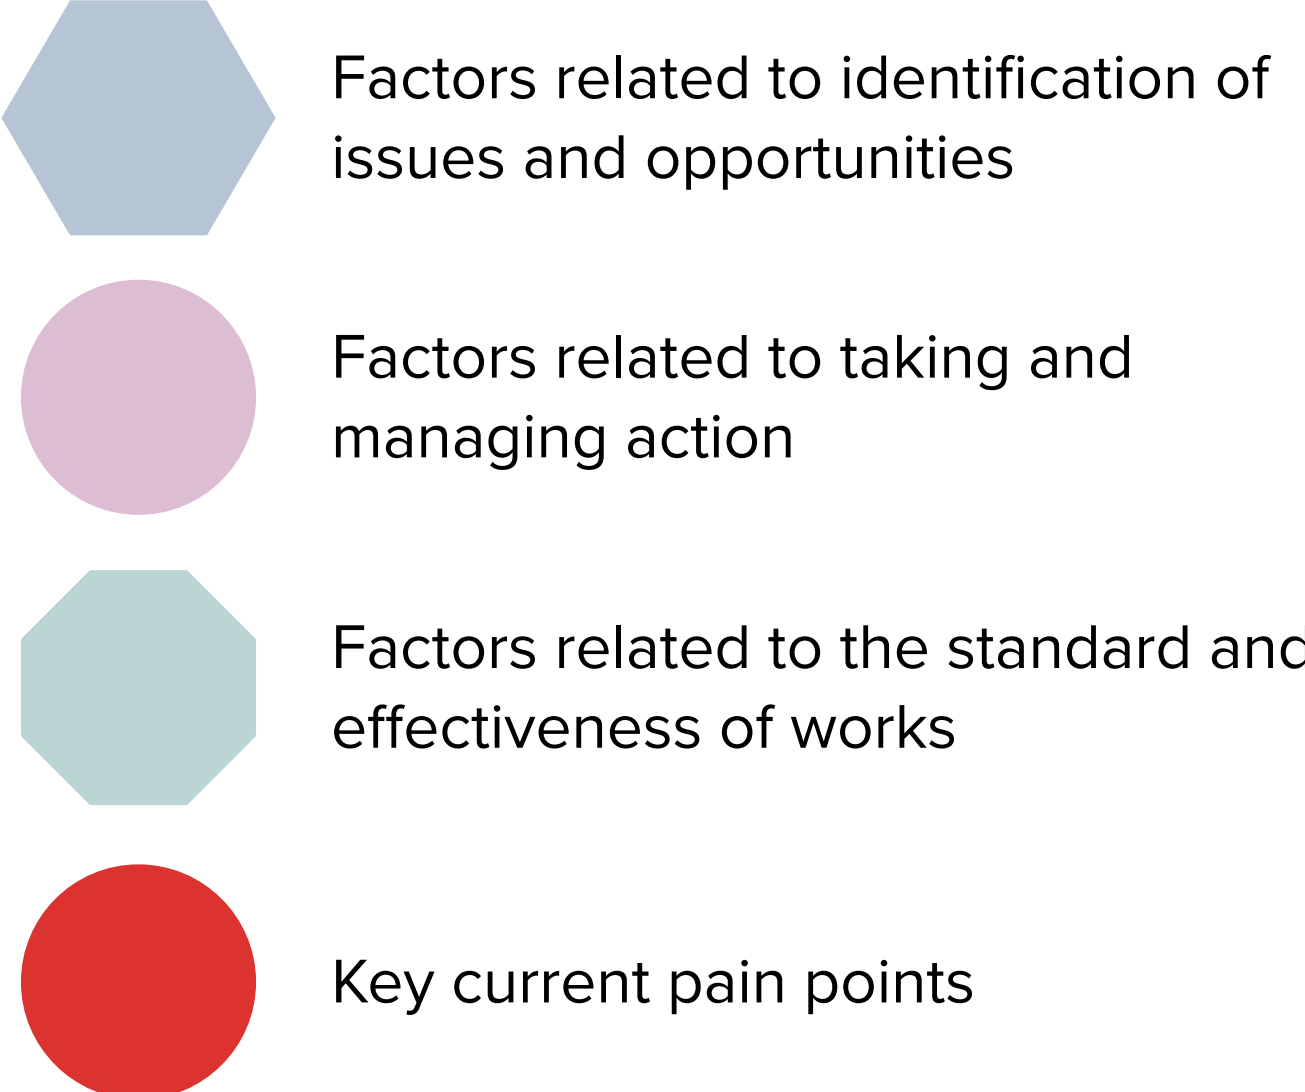 Factors related to identification of
issues and opportunities
Factors related to taking and
managing action
Factors related to the standard and
effectiveness of works
Key current pain points